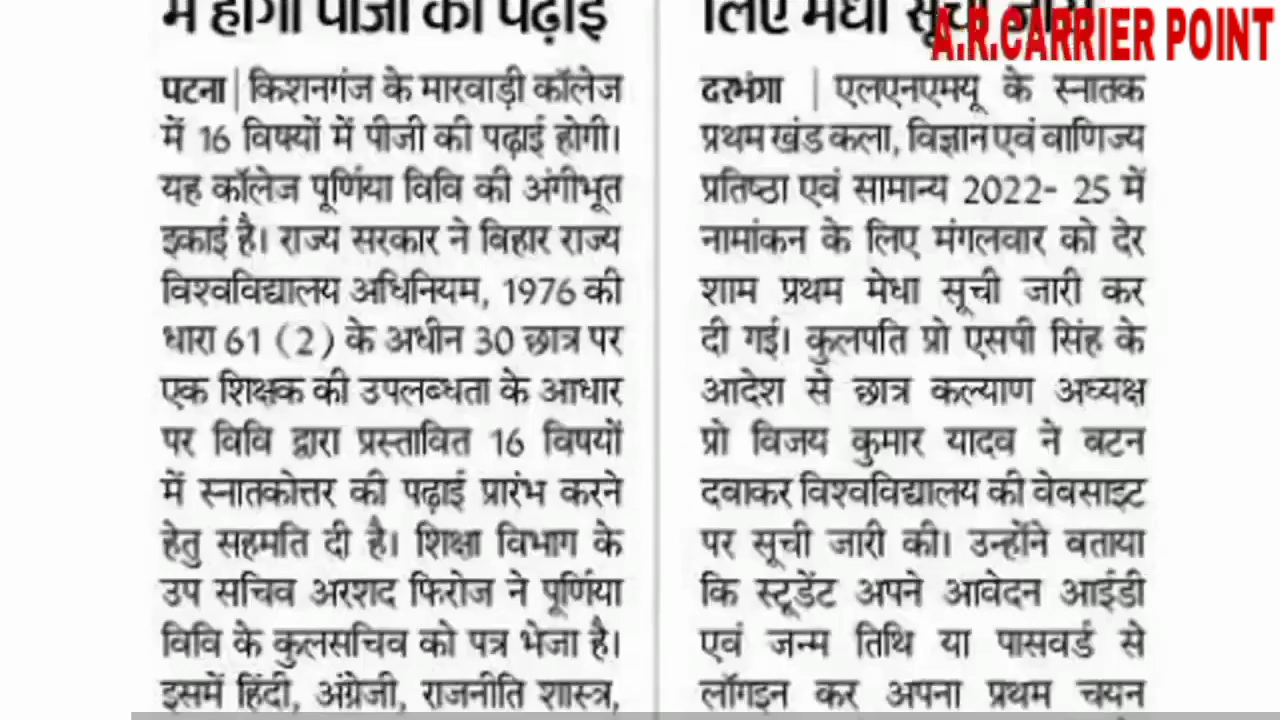 में होगी पीजी की पढ़ाई
पटना | किशनगंज के मारवाड़ी कॉलेज
में 16 विषयों में पीजी की पढ़ाई होगी।
यह कॉलेज पूर्णिया विवि की अंगीभूत
इकाई है। राज्य सरकार ने बिहार राज्य
विश्वविद्यालय अधिनियम, 1976 की
धारा 61 (2) के अधीन 30 छात्र पर
एक शिक्षक की उपलब्धता के आधार
पर विवि द्वारा प्रस्तावित 16 विषयों
में स्नातकोत्तर की पढ़ाई प्रारंभ करने
हेतु सहमति दी है। शिक्षा विभाग के
उप सचिव अरशद फिरोज ने पूर्णिया
विवि के कुलसचिव को पत्र भेजा है।
इसमें हिंदी, अंग्रेजी, राजनीति शास्त्र,
लिए मेधा सूची जारी
A.R.CARRIER POINT
दरभंगा | एलएनएमयू के स्नातक
प्रथम खंड कला, विज्ञान एवं वाणिज्य
प्रतिष्ठा एवं सामान्य 2022- 25 में
नामांकन के लिए मंगलवार को देर
शाम प्रथम मेधा सूची जारी कर
दी गई। कुलपति प्रो एसपी सिंह के
आदेश से छात्र कल्याण अध्यक्ष
प्रो विजय कुमार यादव ने बटन
दबाकर विश्वविद्यालय की वेबसाइट
पर सूची जारी की। उन्होंने बताया
कि स्टूडेंट अपने आवेदन आईडी
एवं जन्म तिथि या पासवर्ड से
लॉगइन कर अपना प्रथम चयन